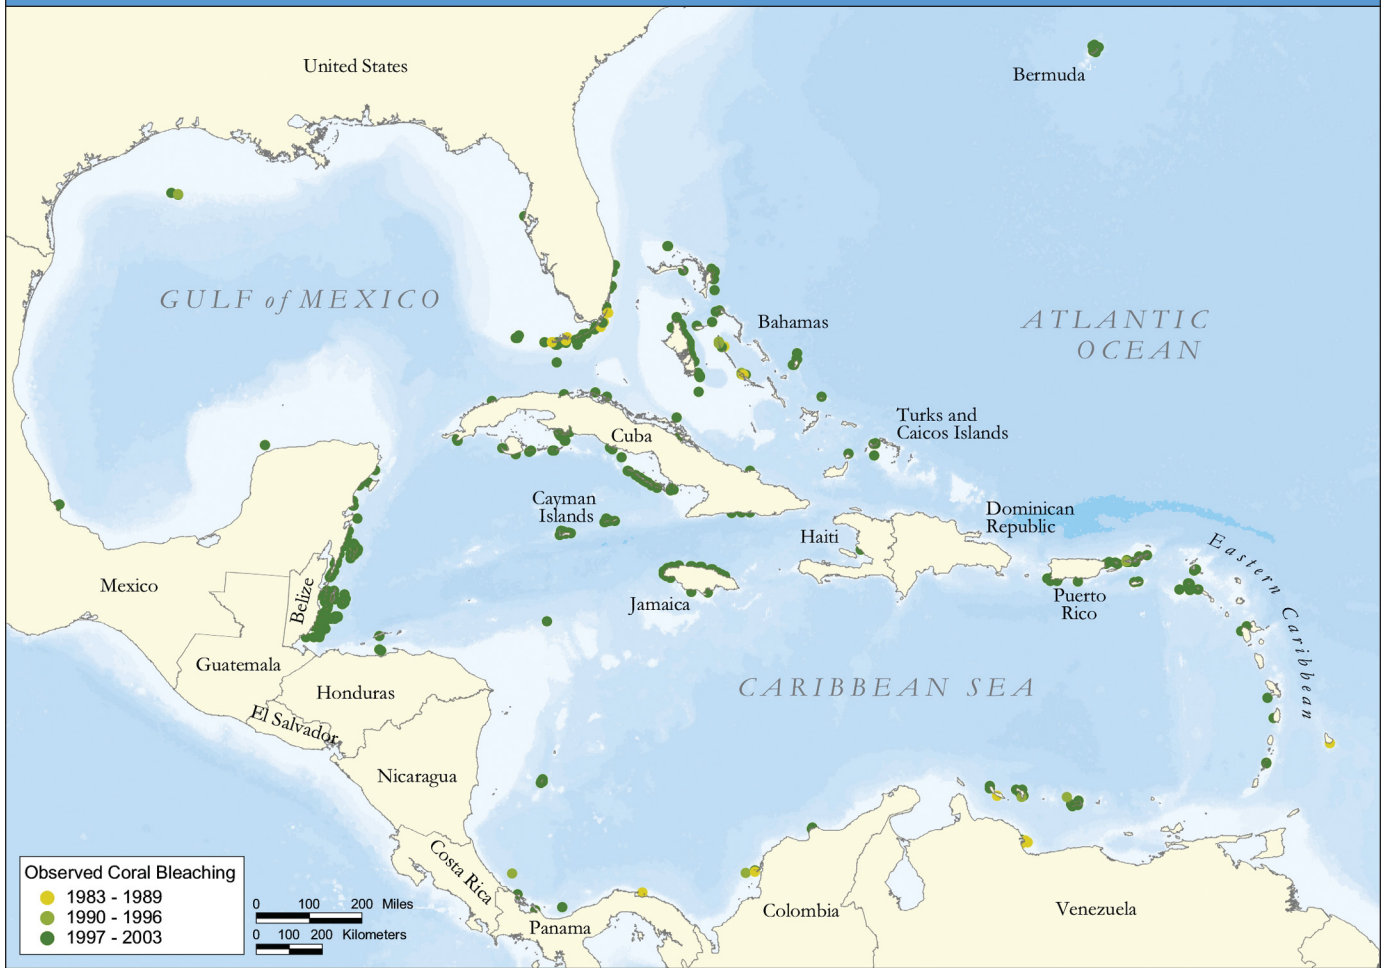 United States
Bermuda
GULF of MEXICO
Bahamas
ATLANTIC
OCEAN
Turks and
Caicos Islands
Cuba
Cayman
Islands
Dominican
Republic
Haiti
Eastern Caribbean
Mexico
Belize
Jamaica
Puerto
Rico
Guatemala
Honduras
CARIBBEAN SEA
El Salvador
Nicaragua
Costa Rica
Panama
Colombia
Venezuela
Observed Coral Bleaching
1983 - 1989
1990 - 1996
1997 - 2003
0 100 200 Miles
0 100 200 Kilometers